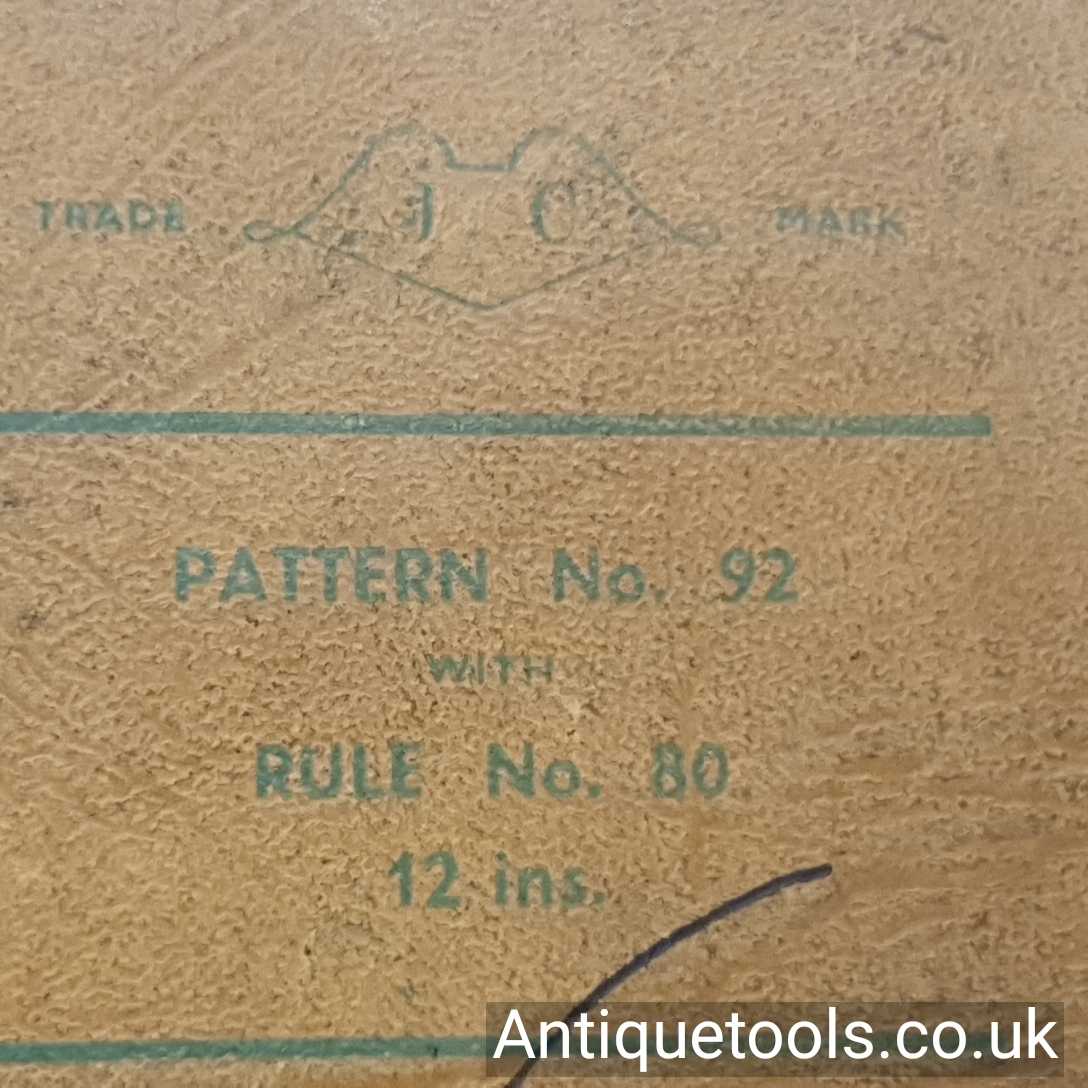 TRADE J C MARK
PATTERN No. 92
WITH
RULE No. 80
12 ins.
Antiquetools.co.uk